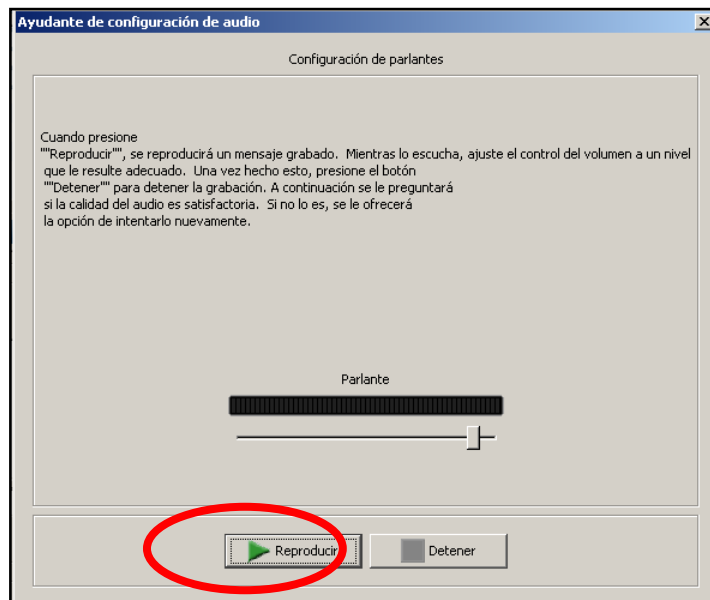 Ayudante de configuración de audio
Configuración de parlantes
Cuando presione
""Reproducir"", se reproducirá un mensaje grabado.  Mientras lo escucha, ajuste el control del volumen a un nivel
que le resulte adecuado.  Una vez hecho esto, presione el botón
""Detener"" para detener la grabación. A continuación se le preguntará
si la calidad del audio es satisfactoria.  Si no lo es, se le ofrecerá
la opción de intentarlo nuevamente.
Parlante
Reproducir
Detener